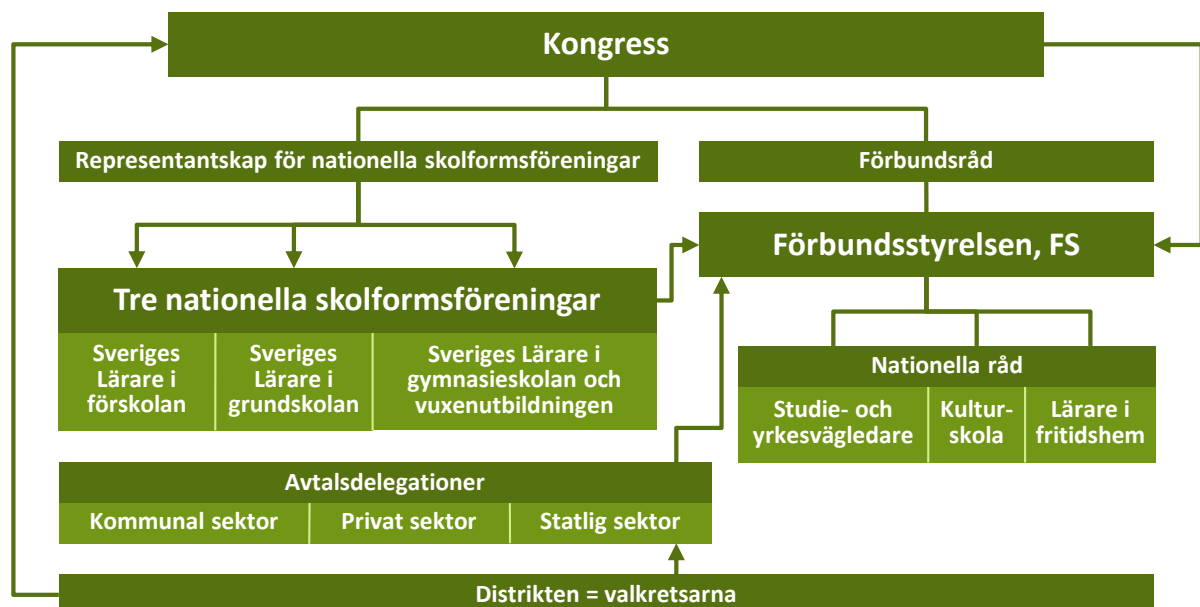 Kongress
Representantskap för nationella skolformsföreningar
Förbundsråd
Förbundsstyrelsen, FS
Tre nationella skolformsföreningar
Sveriges
Lärare i
förskolan
Sveriges
Lärare i
grundskolan
Sveriges Lärare i
gymnasieskolan och
vuxenutbildningen
Nationella råd
Studie- och
yrkesvägledare
Kultur-
skola
Lärare i
fritidshem
Avtalsdelegationer
Kommunal sektor
Privat sektor
Statlig sektor
Distrikten = valkretsarna